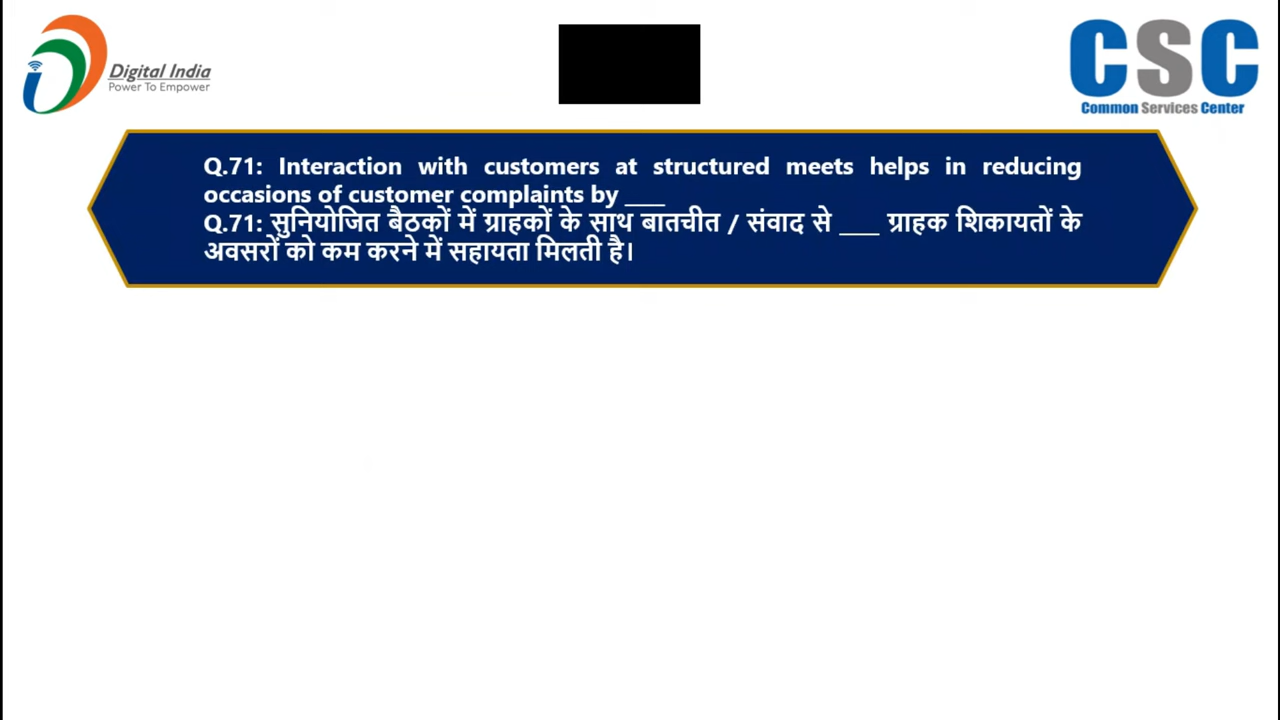 Digital India
Power To Empower
CSC
Common Services Center
Q.71: Interaction with customers at structured meets helps in reducing
occasions of customer complaints by ____
Q.71: सुनियोजित बैठकों में ग्राहकों के साथ बातचीत / संवाद से ____ ग्राहक शिकायतों के
अवसरों को कम करने में सहायता मिलती है।